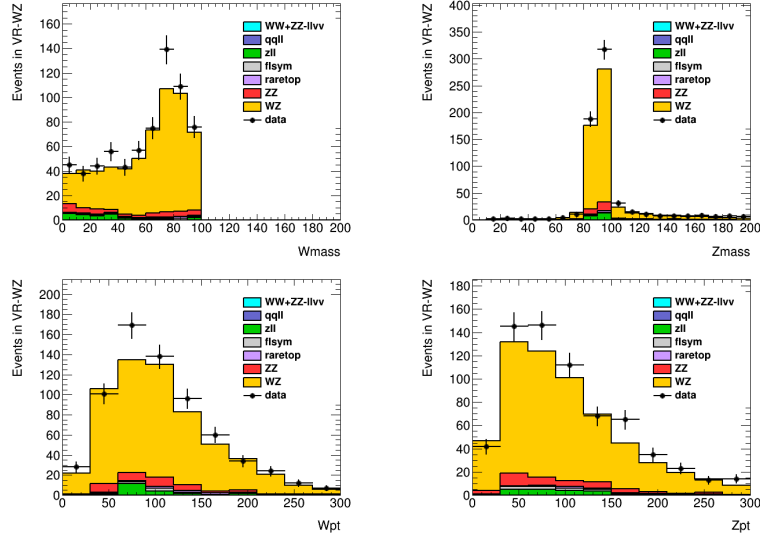 Events in VR-WZ
160
140
120
100
80
60
40
20
0
WW+ZZ-llvv
qqll
zll
flsym
raretop
ZZ
WZ
data
0 20 40 60 80 100 120 140 160 180 200
Wmass
Events in VR-WZ
400
350
300
250
200
150
100
50
0
WW+ZZ-llvv
qqll
zll
flsym
raretop
ZZ
WZ
data
0 20 40 60 80 100 120 140 160 180 200
Zmass
Events in VR-WZ
200
180
160
140
120
100
80
60
40
20
0
WW+ZZ-llvv
qqll
zll
flsym
raretop
ZZ
WZ
data
0 50 100 150 200 250 300
Wpt
Events in VR-WZ
180
160
140
120
100
80
60
40
20
0
WW+ZZ-llvv
qqll
zll
flsym
raretop
ZZ
WZ
data
0 50 100 150 200 250 300
Zpt